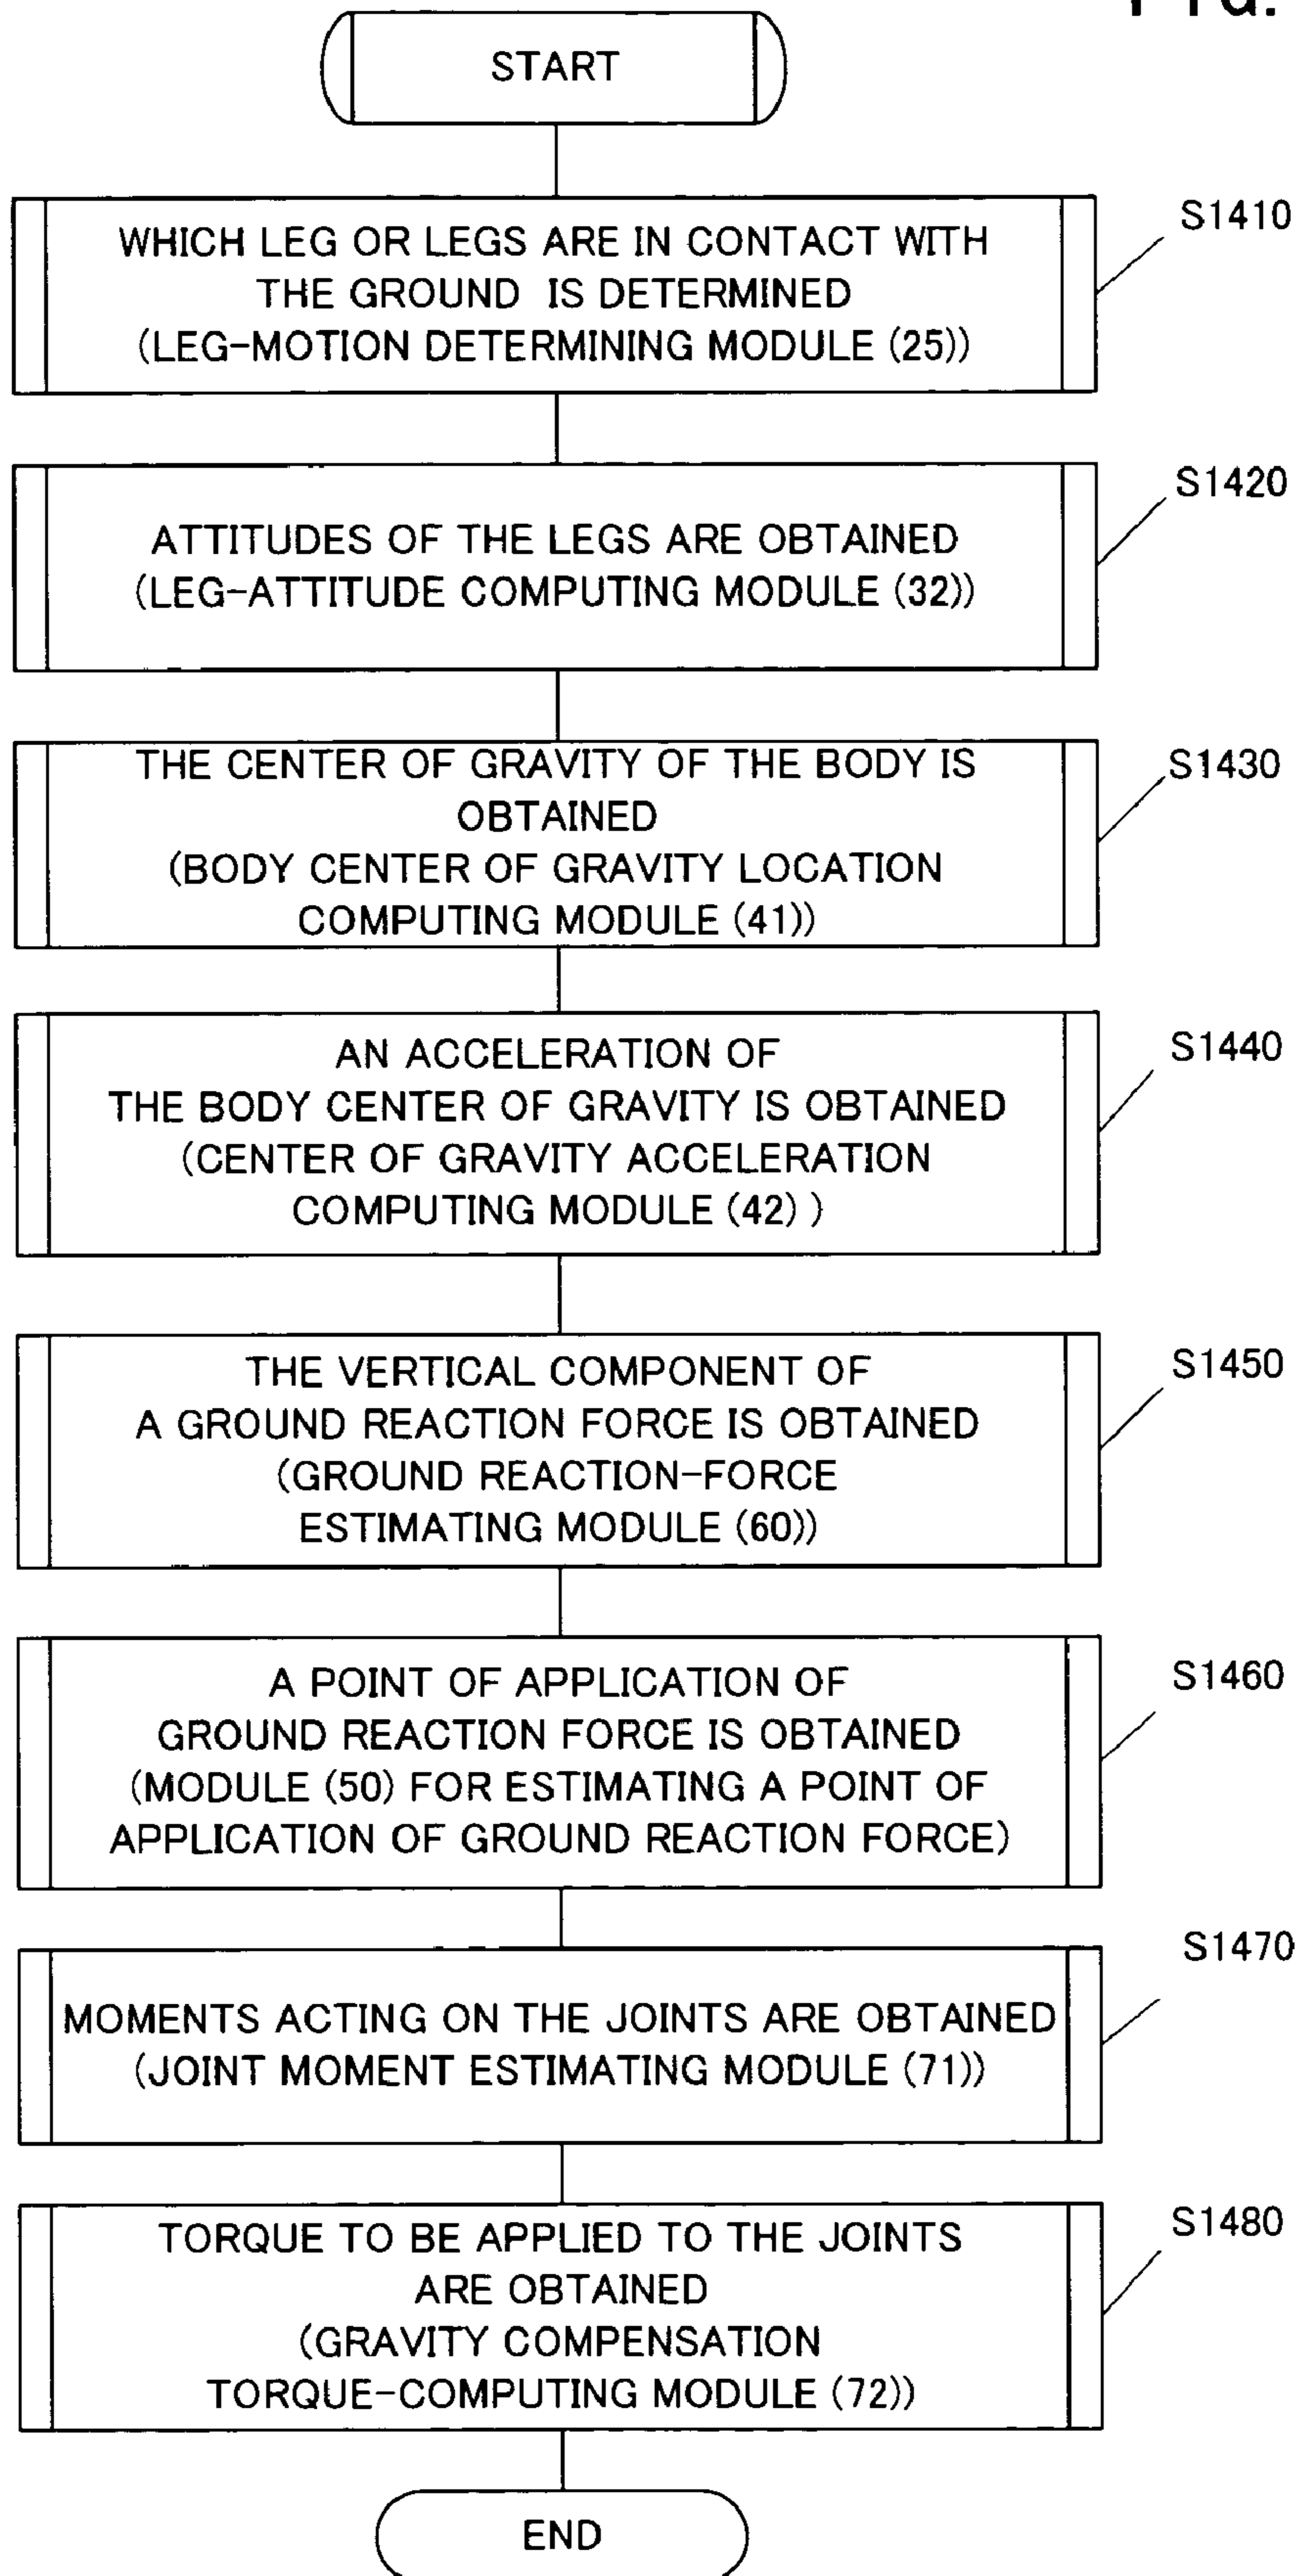 FIG.
START
WHICH LEG OR LEGS ARE IN CONTACT WITH
THE GROUND IS DETERMINED
(LEG-MOTION DETERMINING MODULE (25))
S1410
ATTITUDES OF THE LEGS ARE OBTAINED
(LEG-ATTITUDE COMPUTING MODULE (32))
S1420
THE CENTER OF GRAVITY OF THE BODY IS
OBTAINED
(BODY CENTER OF GRAVITY LOCATION
COMPUTING MODULE (41))
S1430
AN ACCELERATION OF
THE BODY CENTER OF GRAVITY IS OBTAINED
(CENTER OF GRAVITY ACCELERATION
COMPUTING MODULE (42) )
S1440
THE VERTICAL COMPONENT OF
A GROUND REACTION FORCE IS OBTAINED
(GROUND REACTION-FORCE
ESTIMATING MODULE (60))
S1450
A POINT OF APPLICATION OF
GROUND REACTION FORCE IS OBTAINED
(MODULE (50) FOR ESTIMATING A POINT OF
APPLICATION OF GROUND REACTION FORCE)
S1460
MOMENTS ACTING ON THE JOINTS ARE OBTAINED
(JOINT MOMENT ESTIMATING MODULE (71))
S1470
TORQUE TO BE APPLIED TO THE JOINTS
ARE OBTAINED
(GRAVITY COMPENSATION
TORQUE-COMPUTING MODULE (72))
S1480
END